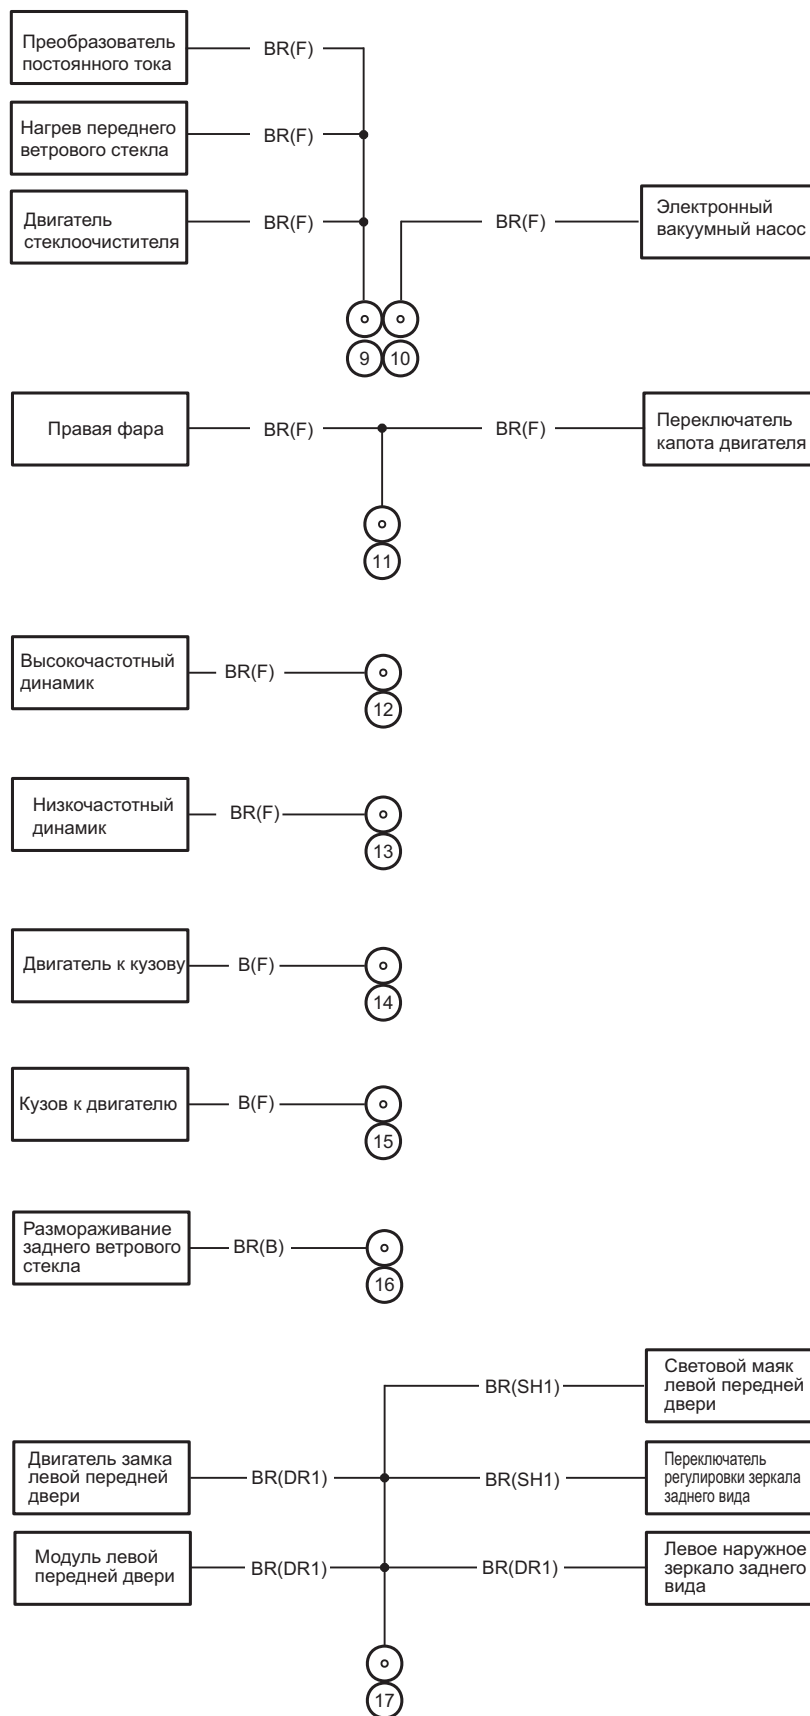 Преобразователь
постоянного тока
BR(F)
Нагрев переднего
ветрового стекла
BR(F)
Двигатель
стеклоочистителя
BR(F)
BR(F)
Электронный
вакуумный насос
9
10
Правая фара
BR(F)
BR(F)
Переключатель
капота двигателя
11
Высокочастотный
динамик
BR(F)
12
Низкочастотный
динамик
BR(F)
13
Двигатель к кузову
B(F)
14
Кузов к двигателю
B(F)
15
Размораживание
заднего ветрового
стекла
BR(B)
16
BR(SH1)
Световой маяк
левой передней
двери
Двигатель замка
левой передней
двери
BR(DR1)
BR(SH1)
Переключатель
регулировки зеркала
заднего вида
Модуль левой
передней двери
BR(DR1)
BR(DR1)
Левое наружное
зеркало заднего
вида
17